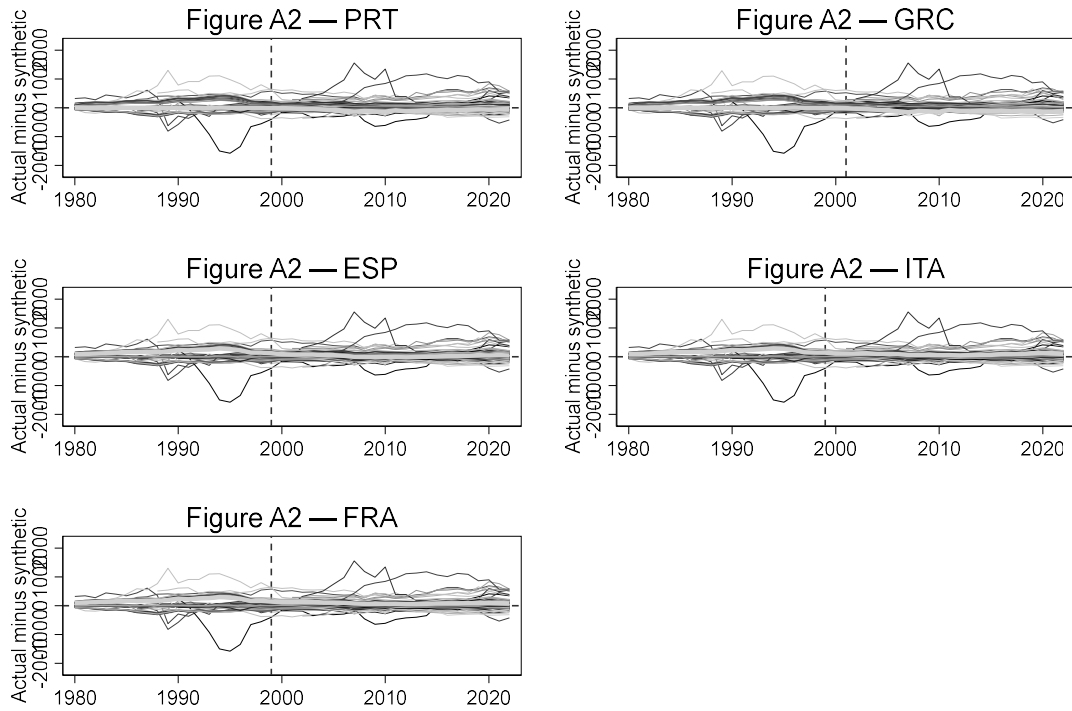 Figure A2 — PRT
Actual minus synthetic
1980 1990 2000 2010 2020
Figure A2 — GRC
Actual minus synthetic
1980 1990 2000 2010 2020
Figure A2 — ESP
Actual minus synthetic
1980 1990 2000 2010 2020
Figure A2 — ITA
Actual minus synthetic
1980 1990 2000 2010 2020
Figure A2 — FRA
Actual minus synthetic
1980 1990 2000 2010 2020